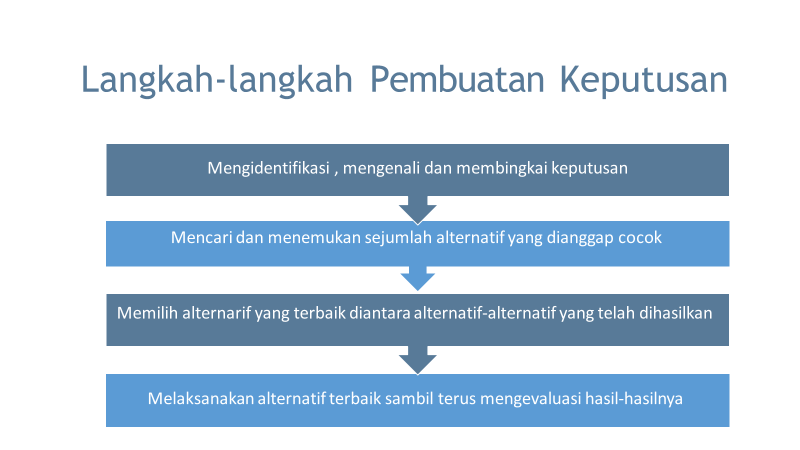 Langkah-langkah Pembuatan Keputusan
Mengidentifikasi , mengenali dan membingkai keputusan
Mencari dan menemukan sejumlah alternatif yang dianggap cocok
Memilih alternarif yang terbaik diantara alternatif-alternatif yang telah dihasilkan
Melaksanakan alternatif terbaik sambil terus mengevaluasi hasil-hasilnya